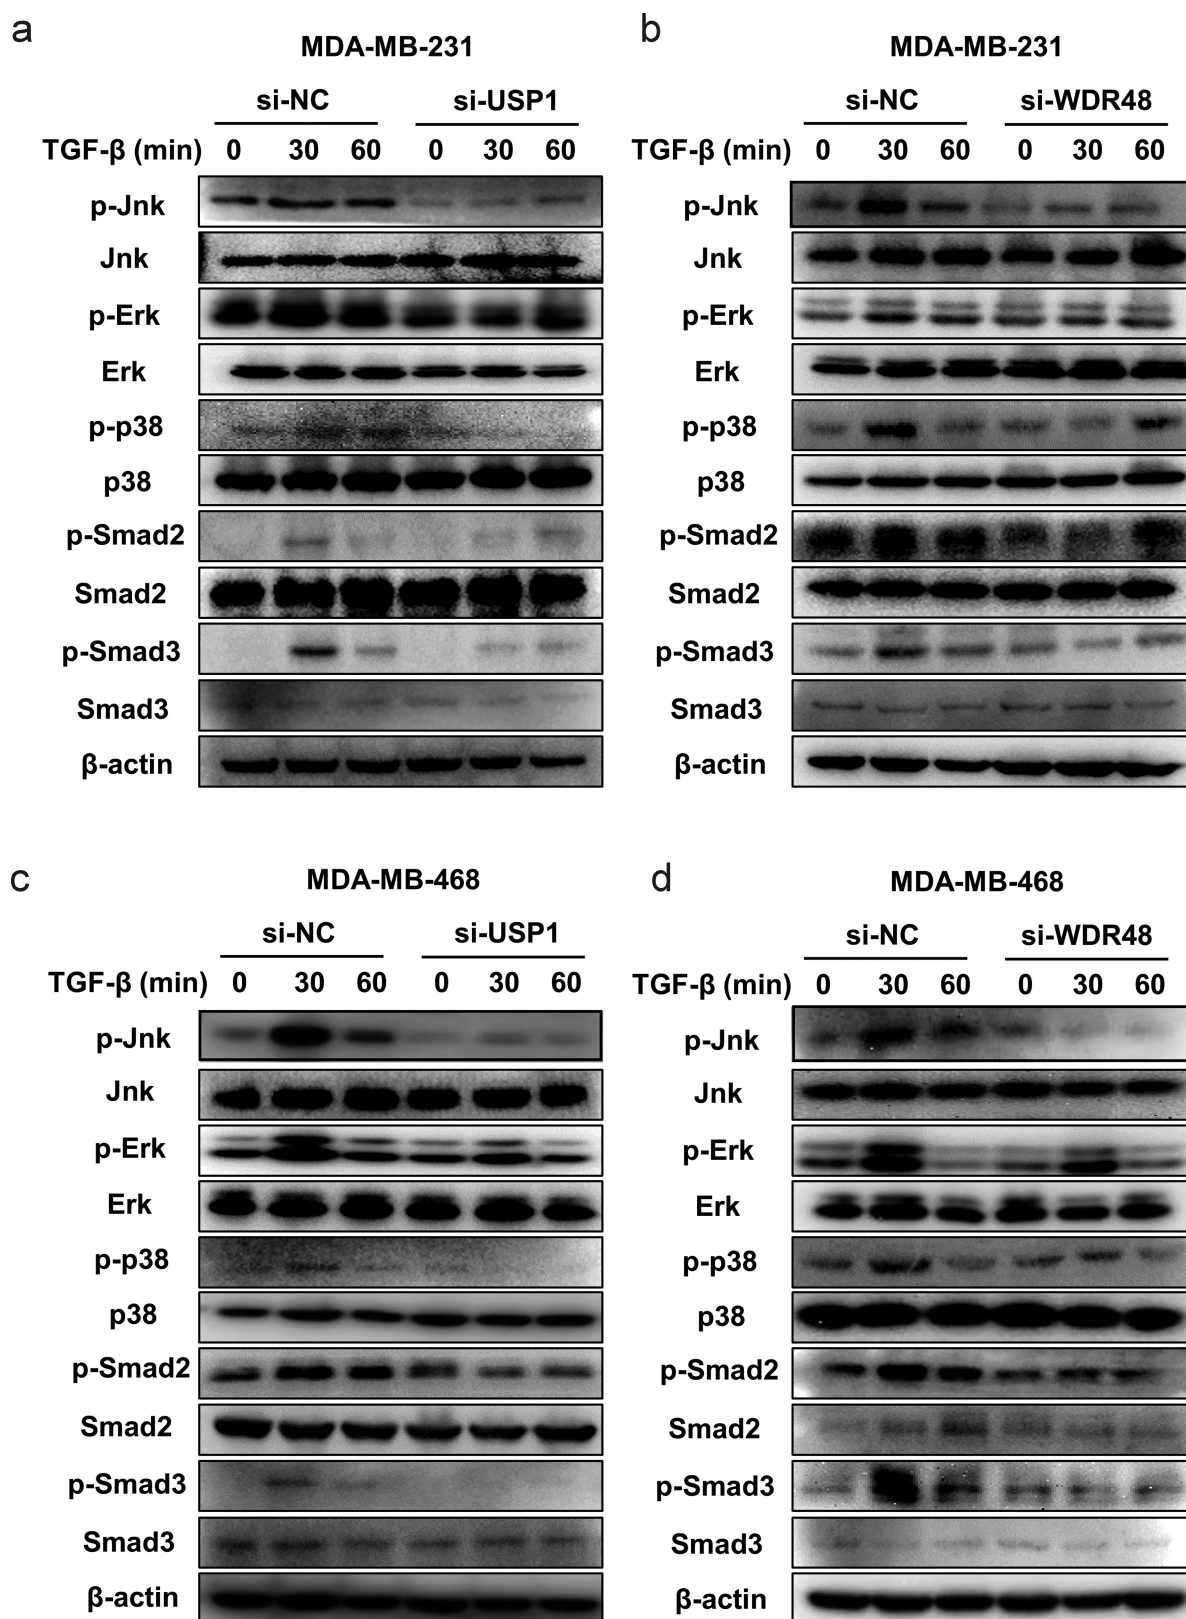 a
MDA-MB-231
si-NC si-USP1
TGF-β (min) 0 30 60 0 30 60
p-Jnk
Jnk
p-Erk
Erk
p-p38
p38
p-Smad2
Smad2
p-Smad3
Smad3
β-actin
b
MDA-MB-231
si-NC si-WDR48
TGF-β (min) 0 30 60 0 30 60
p-Jnk
Jnk
p-Erk
Erk
p-p38
p38
p-Smad2
Smad2
p-Smad3
Smad3
β-actin
c
MDA-MB-468
si-NC si-USP1
TGF-β (min) 0 30 60 0 30 60
p-Jnk
Jnk
p-Erk
Erk
p-p38
p38
p-Smad2
Smad2
p-Smad3
Smad3
β-actin
d
MDA-MB-468
si-NC si-WDR48
TGF-β (min) 0 30 60 0 30 60
p-Jnk
Jnk
p-Erk
Erk
p-p38
p38
p-Smad2
Smad2
p-Smad3
Smad3
β-actin